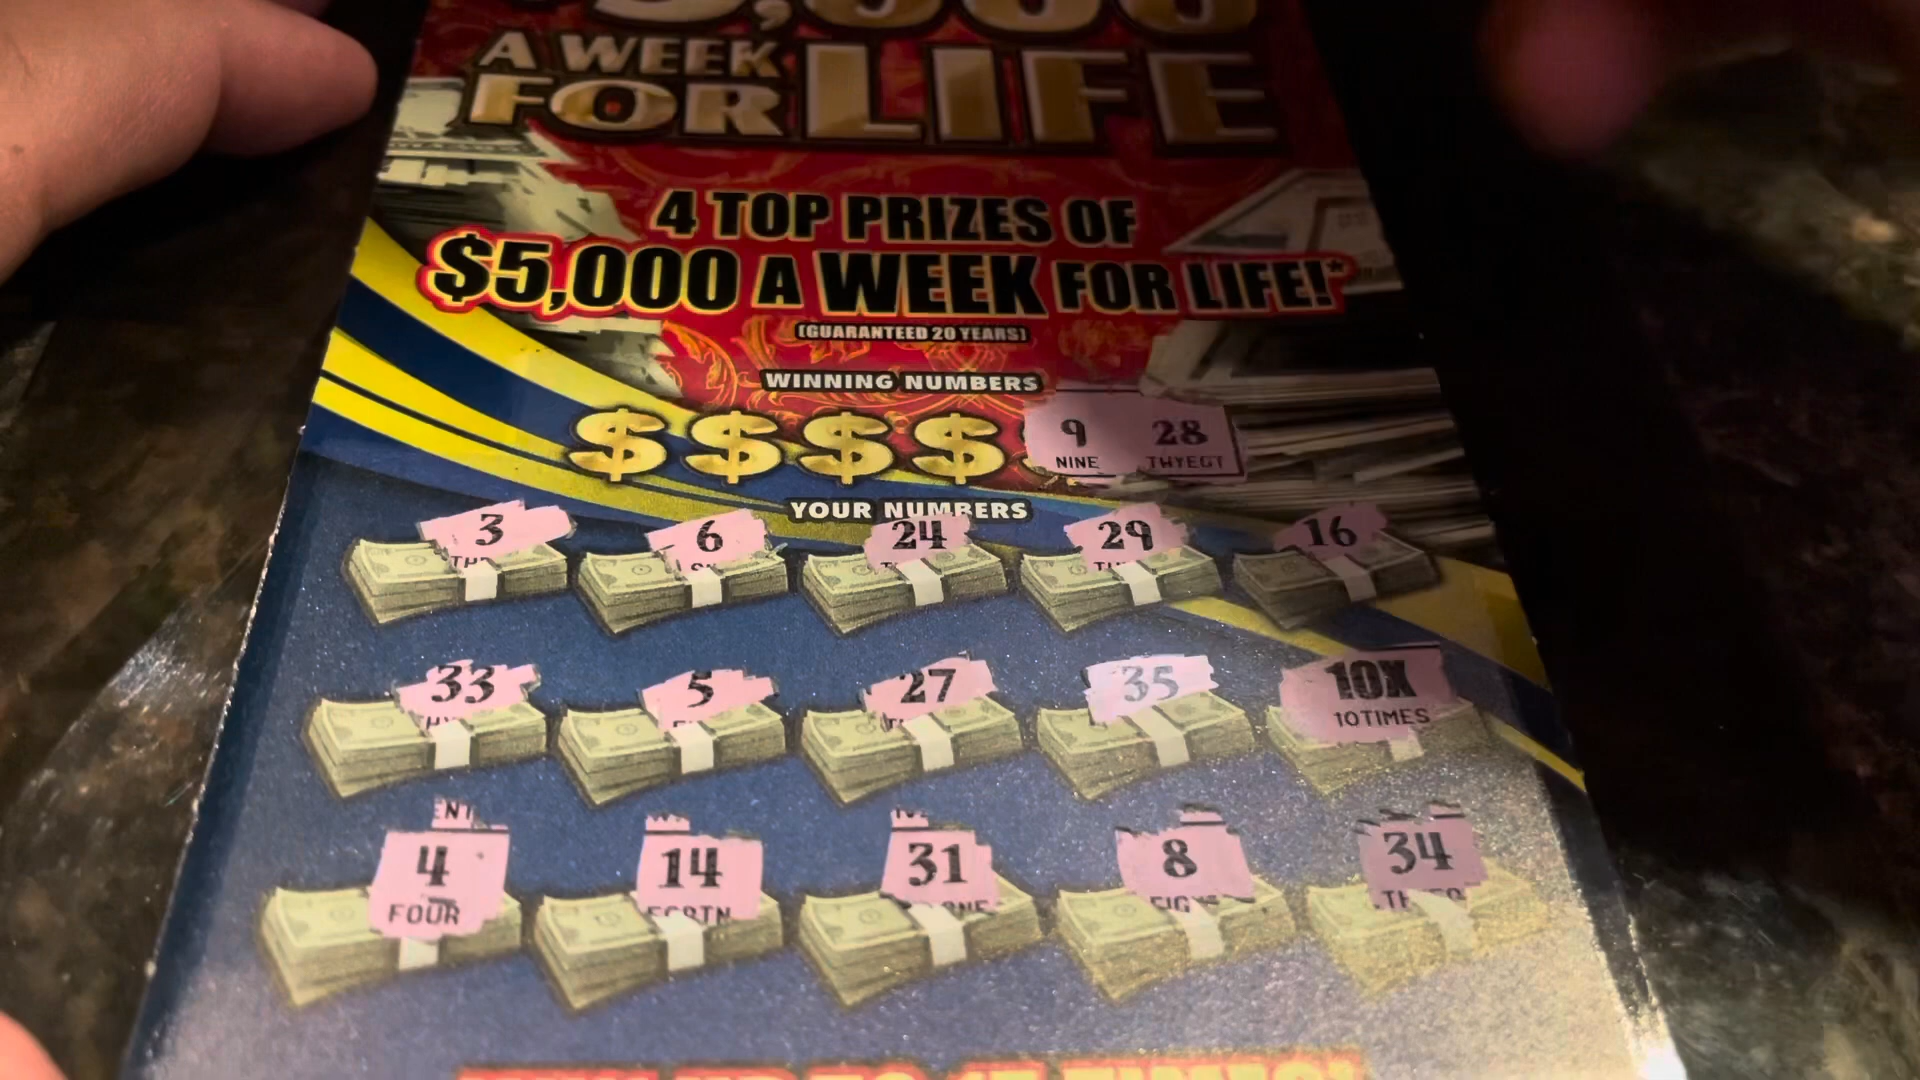 A WEEK
FOR LIFE
4 TOP PRIZES OF
$5,000 A WEEK FOR LIFE!*
(GUARANTEED 20 YEARS)
WINNING NUMBERS
$ $ $ $ 9 28
NINE TWYEGT
YOUR NUMBERS
3 6 24 29 16
33 5 27 35 10X
10TIMES
4 14 31 8 34
FOUR